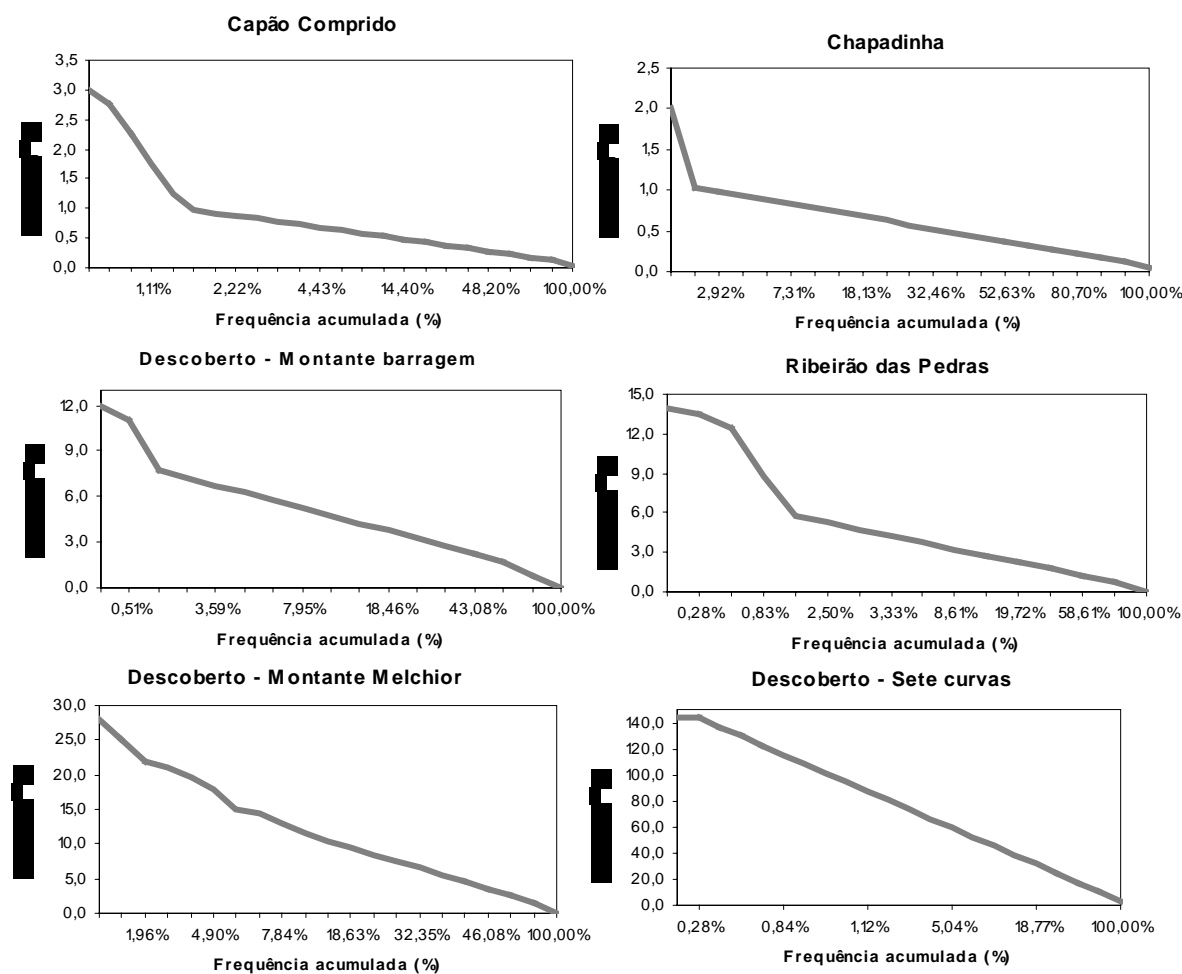 Capão Comprido
3,5
3,0
2,5
2,0
1,5
1,0
0,5
0,0
1,11% 2,22% 4,43% 14,40% 48,20% 100,00%
Frequência acumulada (%)
Chapadinha
2,5
2,0
1,5
1,0
0,5
0,0
2,92% 7,31% 18,13% 32,46% 52,63% 80,70% 100,00%
Frequência acumulada (%)
Descoberto - Montante barragem
12,0
9,0
6,0
3,0
0,0
0,51% 3,59% 7,95% 18,46% 43,08% 100,00%
Frequência acumulada (%)
Ribeirão das Pedras
15,0
12,0
9,0
6,0
3,0
0,0
0,28% 0,83% 2,50% 3,33% 8,61% 19,72% 58,61% 100,00%
Frequência acumulada (%)
Descoberto - Montante Melchior
30,0
25,0
20,0
15,0
10,0
5,0
0,0
1,96% 4,90% 7,84% 18,63% 32,35% 46,08% 100,00%
Frequência acumulada (%)
Descoberto - Sete curvas
140,0
120,0
100,0
80,0
60,0
40,0
20,0
0,0
0,28% 0,84% 1,12% 5,04% 18,77% 100,00%
Frequência acumulada (%)